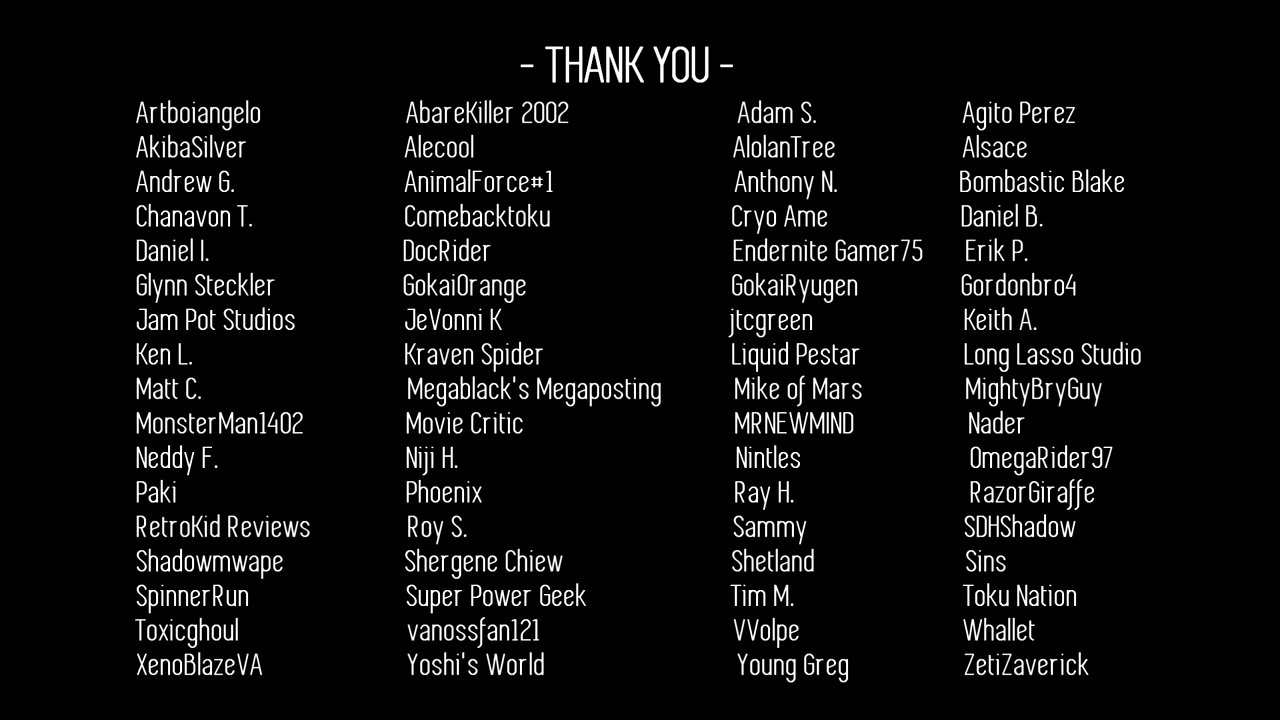 - THANK YOU -
Artboiangelo AbareKiller 2002 Adam S. Agito Perez
AkibaSilver Alecool AlolanTree Alsace
Andrew G. AnimalForce#1 Anthony N. Bombastic Blake
Chanavon T. Comebacktoku Cryo Ame Daniel B.
Daniel I. DocRider Endernite Gamer75 Erik P.
Glynn Steckler GokaiOrange GokaiRyugen Gordonbro4
Jam Pot Studios JeVonni K jtcgreen Keith A.
Ken L. Kraven Spider Liquid Pestar Long Lasso Studio
Matt C. Megablack's Megaposting Mike of Mars MightyBryGuy
MonsterMan1402 Movie Critic MRNEWMIND Nader
Neddy F. Niji H. Nintles OmegaRider97
Paki Phoenix Ray H. RazorGiraffe
RetroKid Reviews Roy S. Sammy SDHShadow
Shadowmwape Shergene Chiew Shetland Sins
SpinnerRun Super Power Geek Tim M. Toku Nation
Toxicghoul vanossfan121 VVolpe Whallet
XenoBlazeVA Yoshi's World Young Greg ZetiZaverick